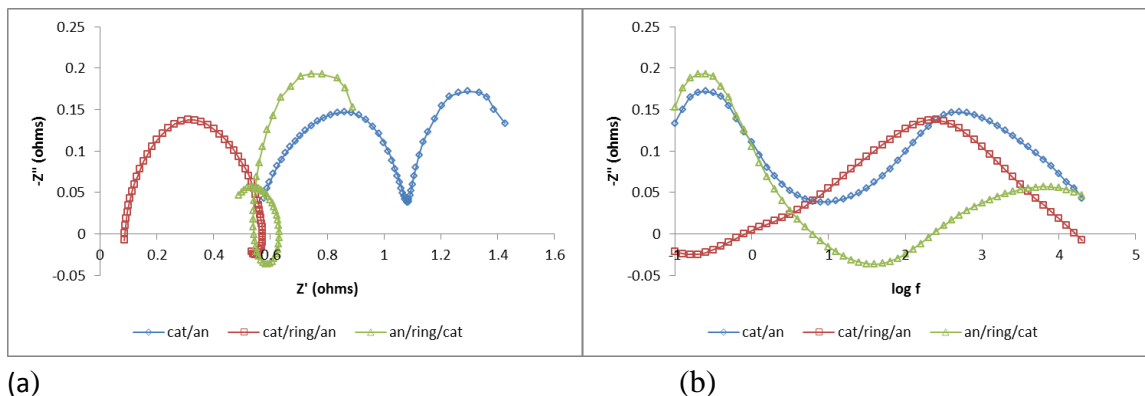 0.25
0.2
0.15
0.1
0.05
0
-0.05
-Z" (ohms)
0 0.2 0.4 0.6 0.8 1 1.2 1.4 1.6
Z' (ohms)
cat/an cat/ring/an an/ring/cat
0.25
0.2
0.15
0.1
0.05
0
-0.05
-Z" (ohms)
-1 0 1 2 3 4 5
log f
cat/an cat/ring/an an/ring/cat
(a) (b)